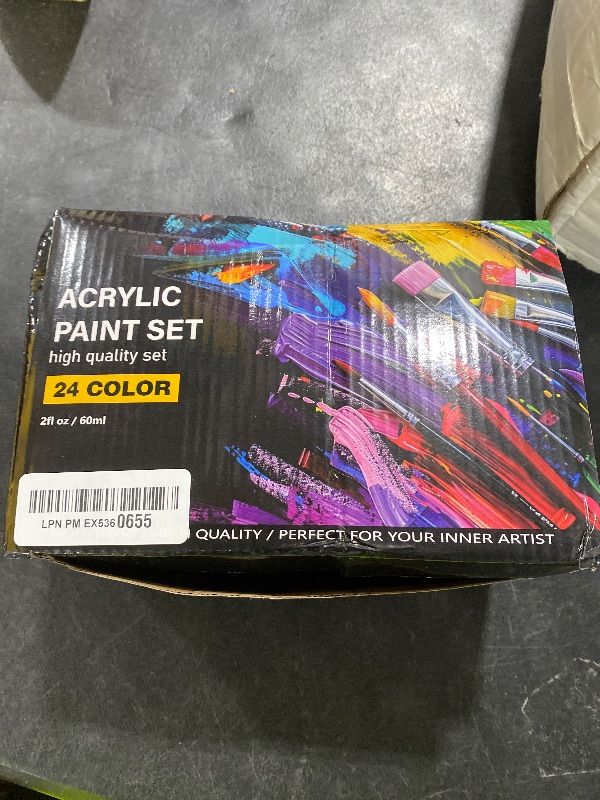 ACRYLIC
PAINT SET
high quality set
24 COLOR
2fl oz / 60ml
LPN PM EX5360655
QUALITY / PERFECT FOR YOUR INNER ARTIST